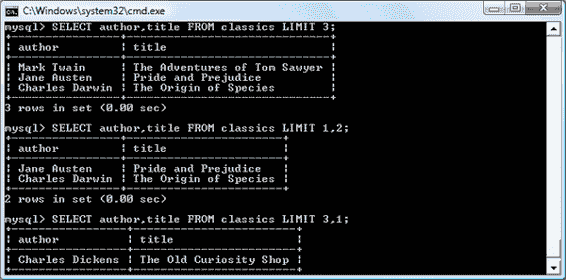 C:\Windows\system32\cmd.exe
mysql> SELECT author,title FROM classics LIMIT 3;
| author | title |
| Mark Twain | The Adventures of Tom Sawyer |
| Jane Austen | Pride and Prejudice |
| Charles Darwin | The Origin of Species |
3 rows in set (0.00 sec)
mysql> SELECT author,title FROM classics LIMIT 1,2;
| author | title |
| Jane Austen | Pride and Prejudice |
| Charles Darwin | The Origin of Species |
2 rows in set (0.00 sec)
mysql> SELECT author,title FROM classics LIMIT 3,1;
| author | title |
| Charles Dickens | The Old Curiosity Shop |